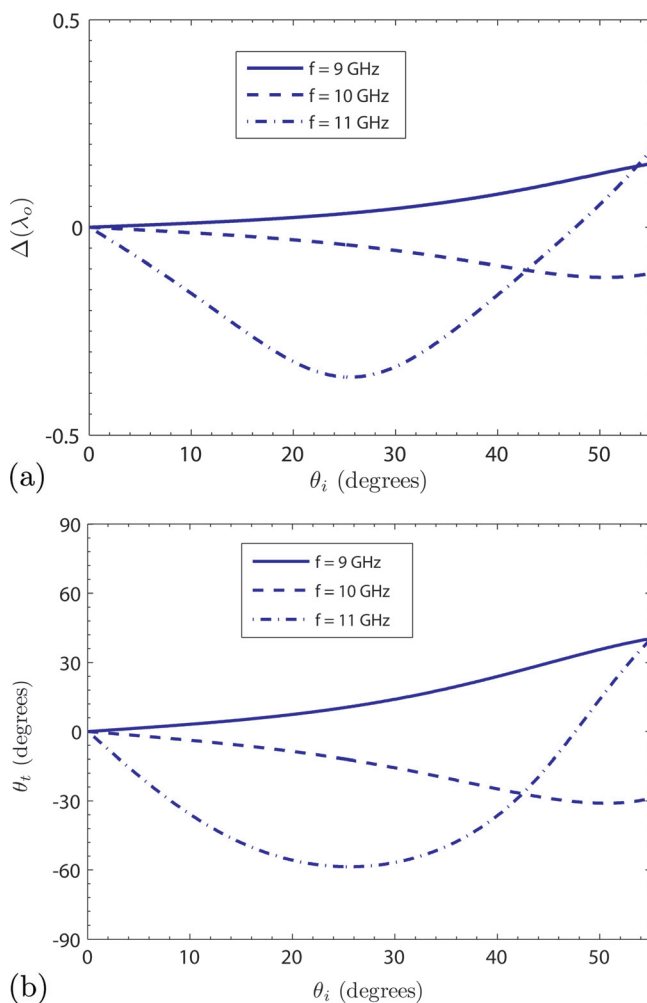 0.5
f = 9 GHz
f = 10 GHz
f = 11 GHz
Δ(λₒ)
0
-0.5
0 10 20 30 40 50
(a)
θᵢ (degrees)
90
f = 9 GHz
60
f = 10 GHz
f = 11 GHz
30
θₜ (degrees)
0
-30
-60
-90
0 10 20 30 40 50
(b)
θᵢ (degrees)